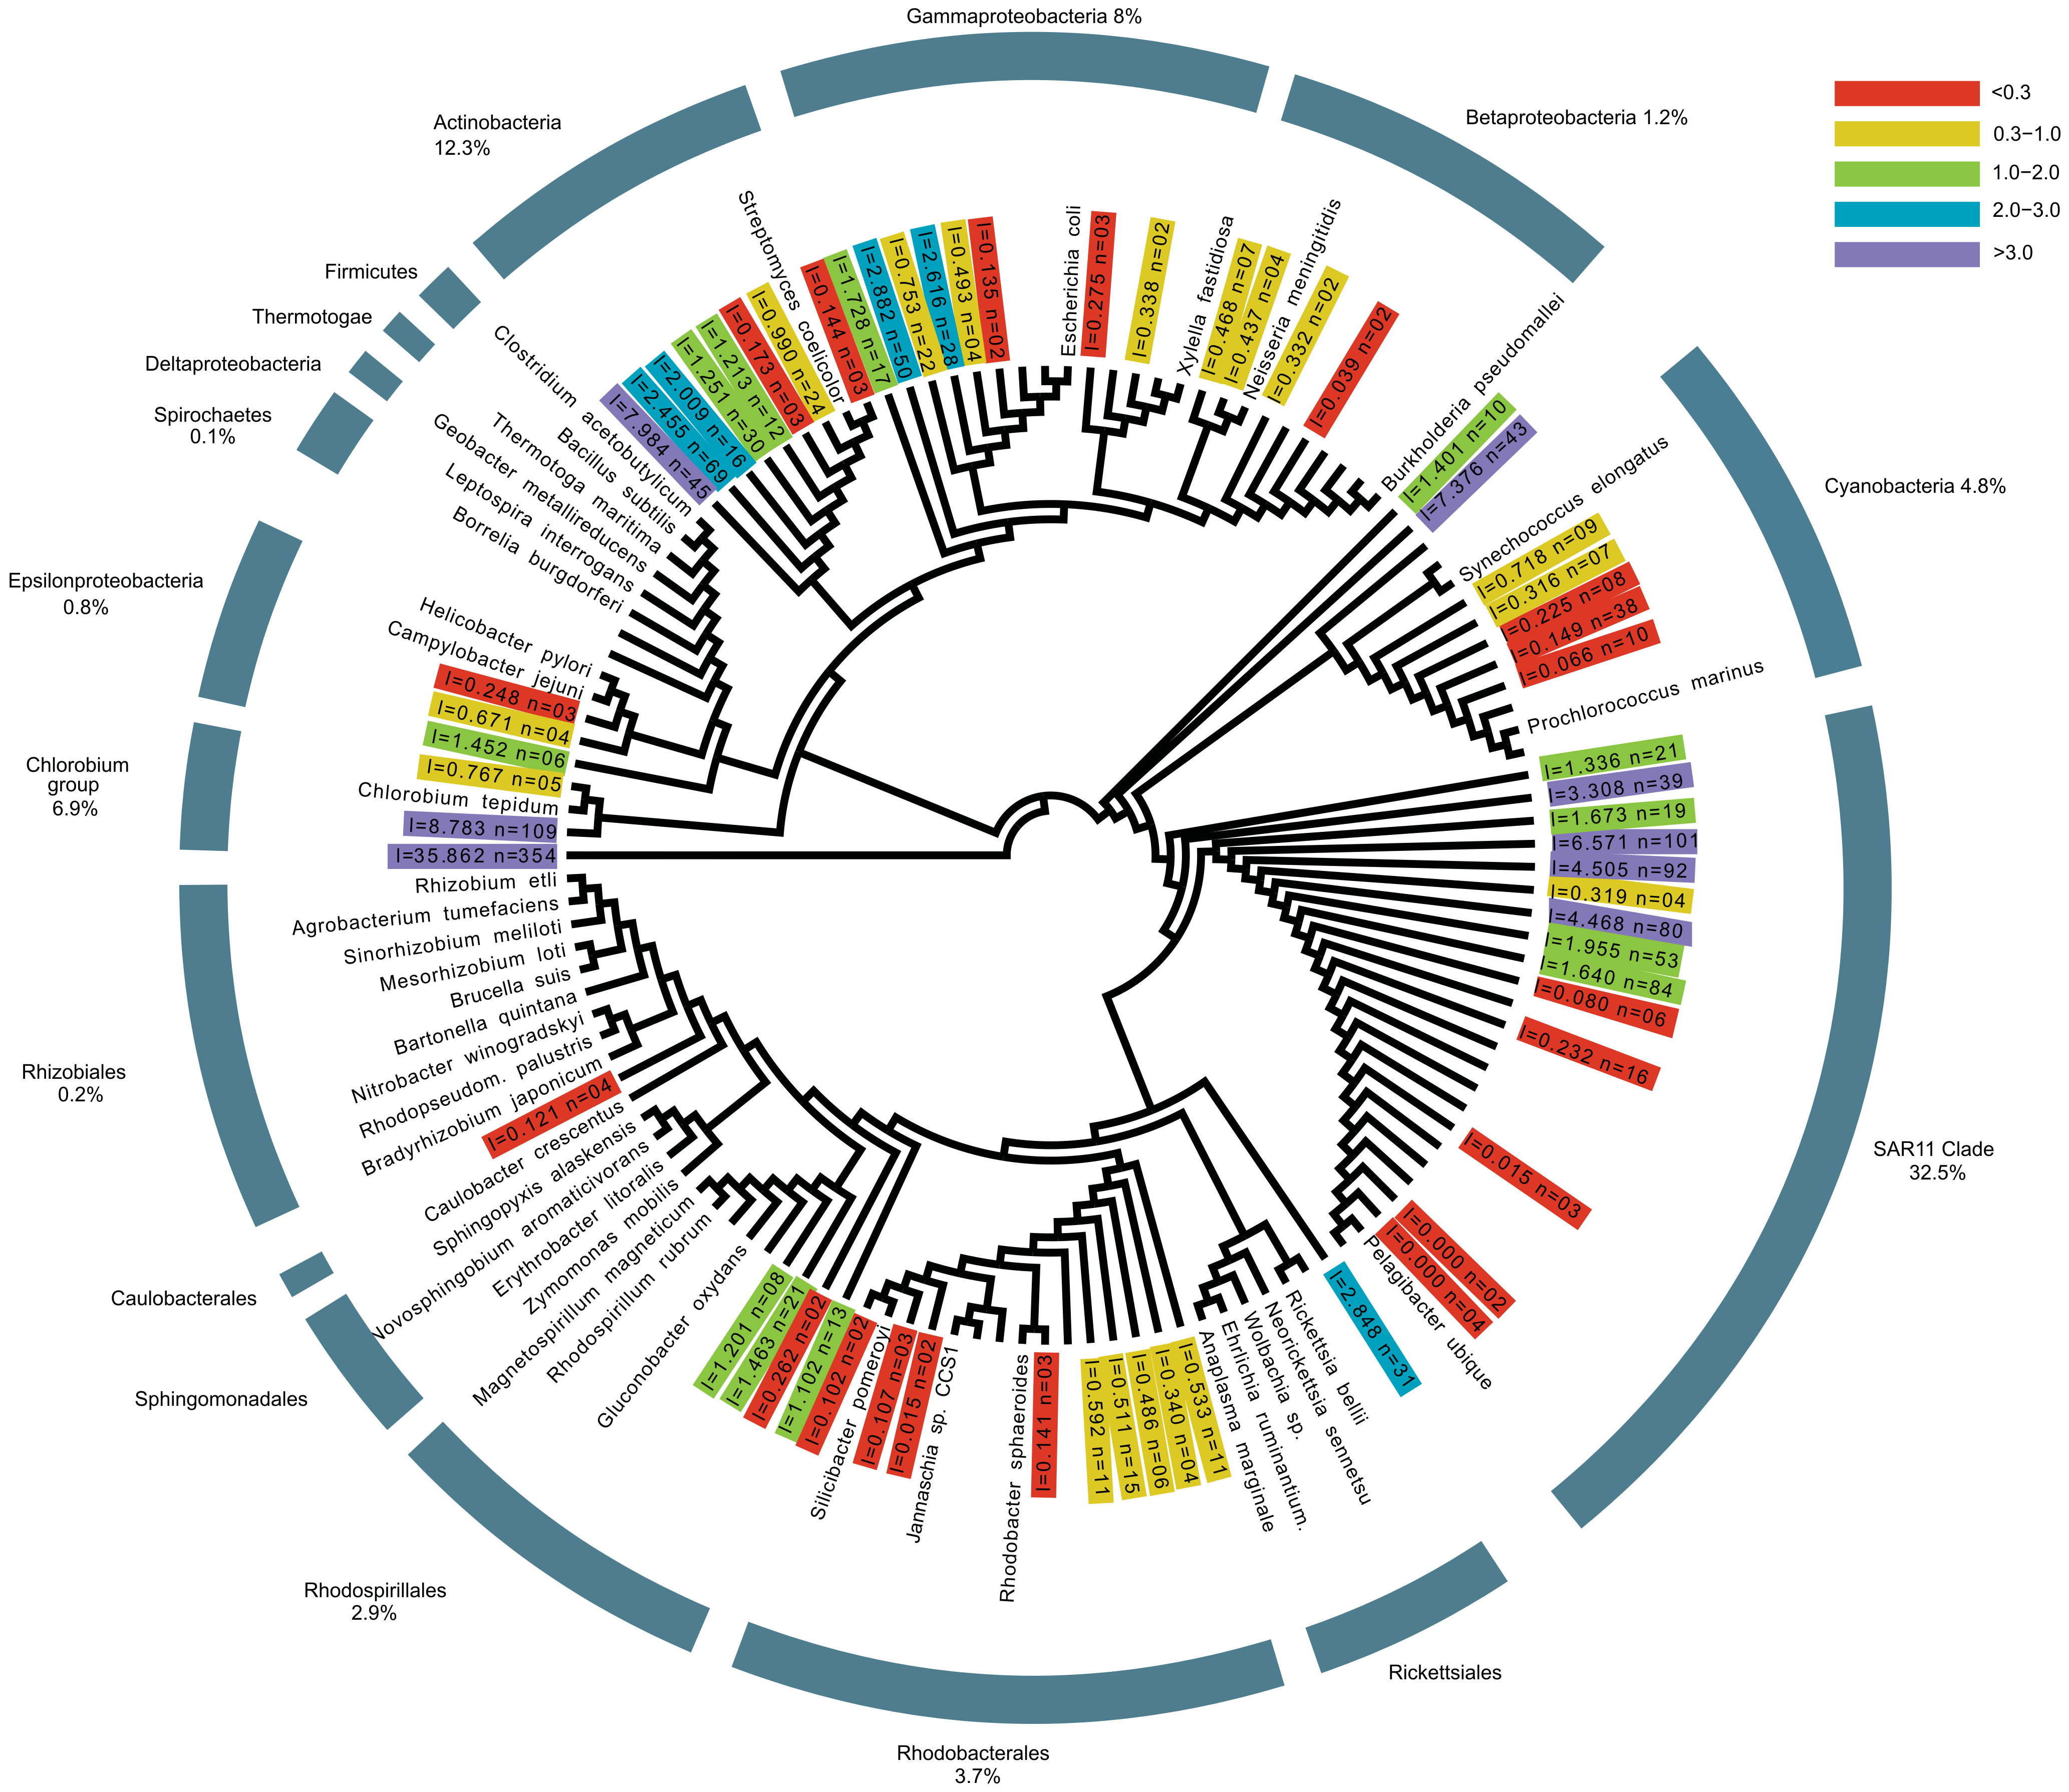 Gammaproteobacteria 8%
Betaproteobacteria 1.2%
<0.3
0.3−1.0
1.0−2.0
2.0−3.0
>3.0
Cyanobacteria 4.8%
SAR11 Clade
32.5%
Rickettsiales
Rhodobacterales
3.7%
Rhodospirillales
2.9%
Sphingomonadales
Caulobacterales
Rhizobiales
0.2%
Chlorobium
group
6.9%
Epsilonproteobacteria
0.8%
Spirochaetes
0.1%
Deltaproteobacteria
Thermotogae
Firmicutes
Actinobacteria
12.3%
Streptomyces coelicolor
I=0.144 n=03
I=1.728 n=17
I=2.882 n=50
I=0.753 n=22
I=2.616 n=28
I=0.493 n=04
I=0.135 n=02
Escherichia coli
I=0.275 n=03
I=0.338 n=02
Xylella fastidiosa
I=0.468 n=07
I=0.437 n=04
Neisseria meningitidis
I=0.332 n=02
I=0.039 n=02
Burkholderia pseudomallei
I=1.401 n=10
I=7.376 n=43
Synechococcus elongatus
I=0.718 n=09
I=0.316 n=07
I=0.225 n=08
I=0.149 n=38
I=0.066 n=10
Prochlorococcus marinus
I=1.336 n=21
I=3.308 n=39
I=1.673 n=19
I=6.571 n=101
I=4.505 n=92
I=0.319 n=04
I=4.468 n=80
I=1.955 n=53
I=1.640 n=84
I=0.080 n=06
I=0.232 n=16
I=0.015 n=03
I=0.000 n=02
I=0.000 n=04
Pelagibacter ubique
I=2.848 n=31
Rickettsia bellii
Neorickettsia sennetsu
Wolbachia sp.
Ehrlichia ruminantium.
Anaplasma marginale
I=0.533 n=11
I=0.340 n=04
I=0.486 n=06
I=0.511 n=15
I=0.592 n=11
I=0.141 n=03
Rhodobacter sphaeroides
Jannaschia sp. CCS1
I=0.015 n=02
I=0.107 n=03
Silicibacter pomeroyi
I=0.102 n=02
I=1.102 n=13
I=0.262 n=02
I=1.463 n=21
I=1.201 n=08
Gluconobacter oxydans
Rhodospirillum rubrum
Magnetospirillum magneticum
Zymomonas mobilis
Erythrobacter litoralis
Novosphingobium aromaticivorans
Sphingopyxis alaskensis
Caulobacter crescentus
I=0.121 n=04
Bradyrhizobium japonicum
Rhodopseudom. palustris
Nitrobacter winogradskyi
Bartonella quintana
Brucella suis
Mesorhizobium loti
Sinorhizobium meliloti
Agrobacterium tumefaciens
Rhizobium etli
I=35.862 n=354
I=8.783 n=109
Chlorobium tepidum
I=0.767 n=05
I=1.452 n=06
I=0.671 n=04
I=0.248 n=03
Campylobacter jejuni
Helicobacter pylori
Borrelia burgdorferi
Leptospira interrogans
Geobacter metallireducens
Thermotoga maritima
Bacillus subtilis
Clostridium acetobutylicum
I=7.984 n=45
I=2.455 n=69
I=2.009 n=16
I=1.251 n=30
I=1.213 n=12
I=0.173 n=03
I=0.990 n=24